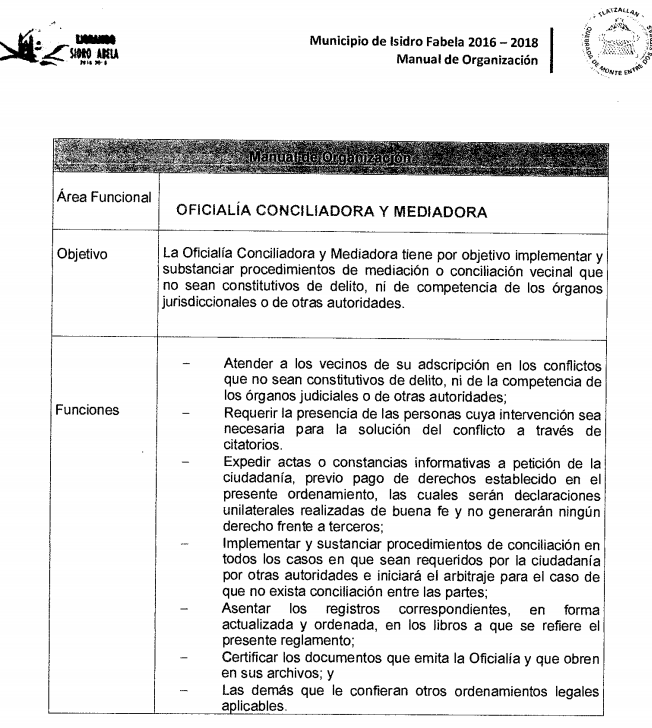 SIDRO ABELA
Municipio de Isidro Fabela 2016 – 2018
Manual de Organización
TLATZALLAN
QUEBRADA DE MONTE ENTRE DOS
Manual de Organización
Área Funcional
OFICIALÍA CONCILIADORA Y MEDIADORA
Objetivo
La Oficialía Conciliadora y Mediadora tiene por objetivo implementar y
substanciar procedimientos de mediación o conciliación vecinal que
no sean constitutivos de delito, ni de competencia de los órganos
jurisdiccionales o de otras autoridades.
Funciones
– Atender a los vecinos de su adscripción en los conflictos
que no sean constitutivos de delito, ni de la competencia de
los órganos judiciales o de otras autoridades;
– Requerir la presencia de las personas cuya intervención sea
necesaria para la solución del conflicto a través de
citatorios.
– Expedir actas o constancias informativas a petición de la
ciudadanía, previo pago de derechos establecido en el
presente ordenamiento, las cuales serán declaraciones
unilaterales realizadas de buena fe y no generarán ningún
derecho frente a terceros;
– Implementar y sustanciar procedimientos de conciliación en
todos los casos en que sean requeridos por la ciudadanía
por otras autoridades e iniciará el arbitraje para el caso de
que no exista conciliación entre las partes;
– Asentar los registros correspondientes, en forma
actualizada y ordenada, en los libros a que se refiere el
presente reglamento;
– Certificar los documentos que emita la Oficialía y que obren
en sus archivos; y
– Las demás que le confieran otros ordenamientos legales
aplicables.